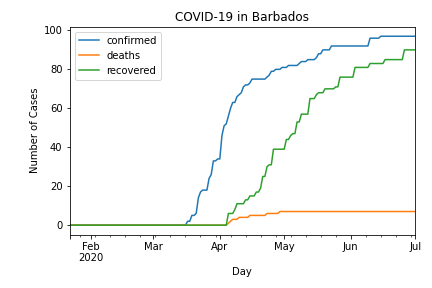 COVID-19 in Barbados
confirmed
deaths
recovered
Number of Cases
100
80
60
40
20
0
Feb Mar Apr May Jun Jul
2020
Day